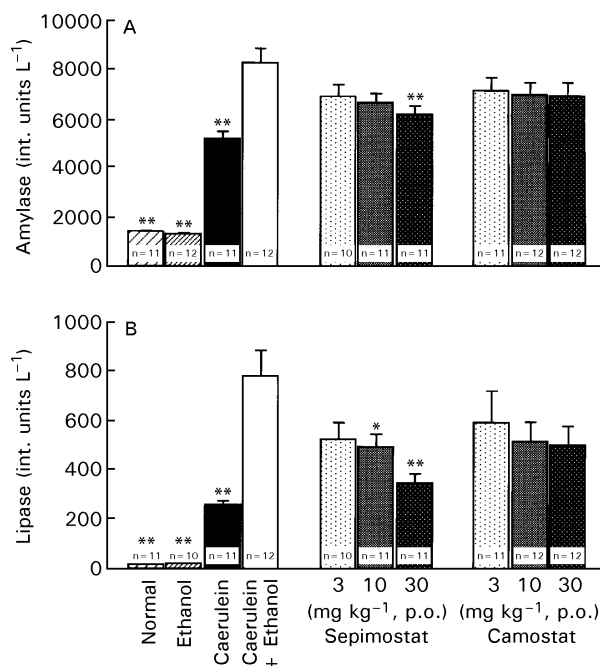 A
Amylase (int. units L⁻¹)
10000
8000
6000
4000
2000
0
** ** ** **
n=11 n=12 n=11 n=12 n=10 n=11 n=11 n=11 n=12 n=12
B
Lipase (int. units L⁻¹)
1000
800
600
400
200
0
** ** ** * **
n=11 n=10 n=11 n=12 n=10 n=11 n=11 n=11 n=12 n=12
Normal
Ethanol
Caerulein
Caerulein
+ Ethanol
3 10 30 3 10 30
(mg kg⁻¹, p.o.) (mg kg⁻¹, p.o.)
Sepimostat Camostat